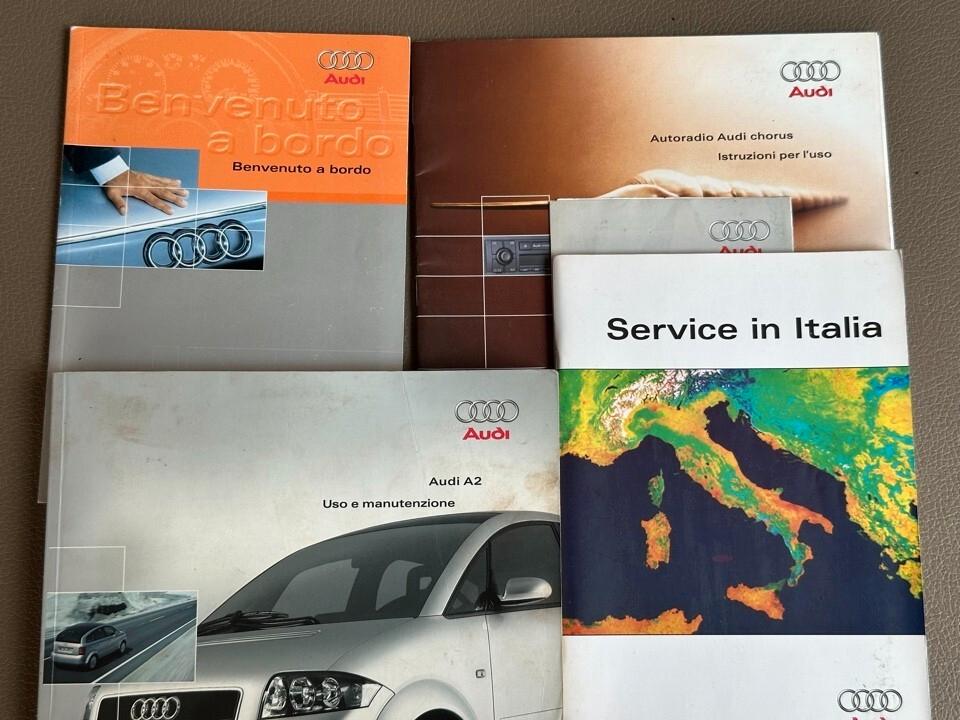 Audi
Benvenuto
a bordo
Benvenuto a bordo
Audi
Autoradio Audi chorus
Istruzioni per l'uso
Audi
Service in Italia
Audi
Audi A2
Uso e manutenzione
Audi